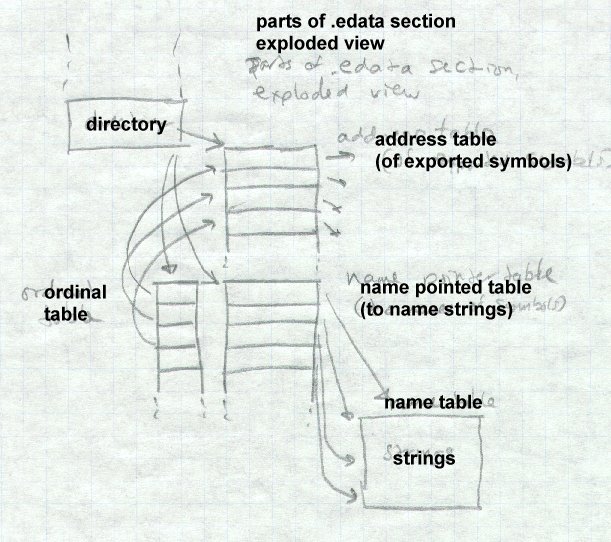 parts of .edata section
exploded view
parts of .edata section,
exploded view
directory
address table
(of exported symbols)
ordinal
table
name pointer table
name pointed table
(to name strings)
name table
strings